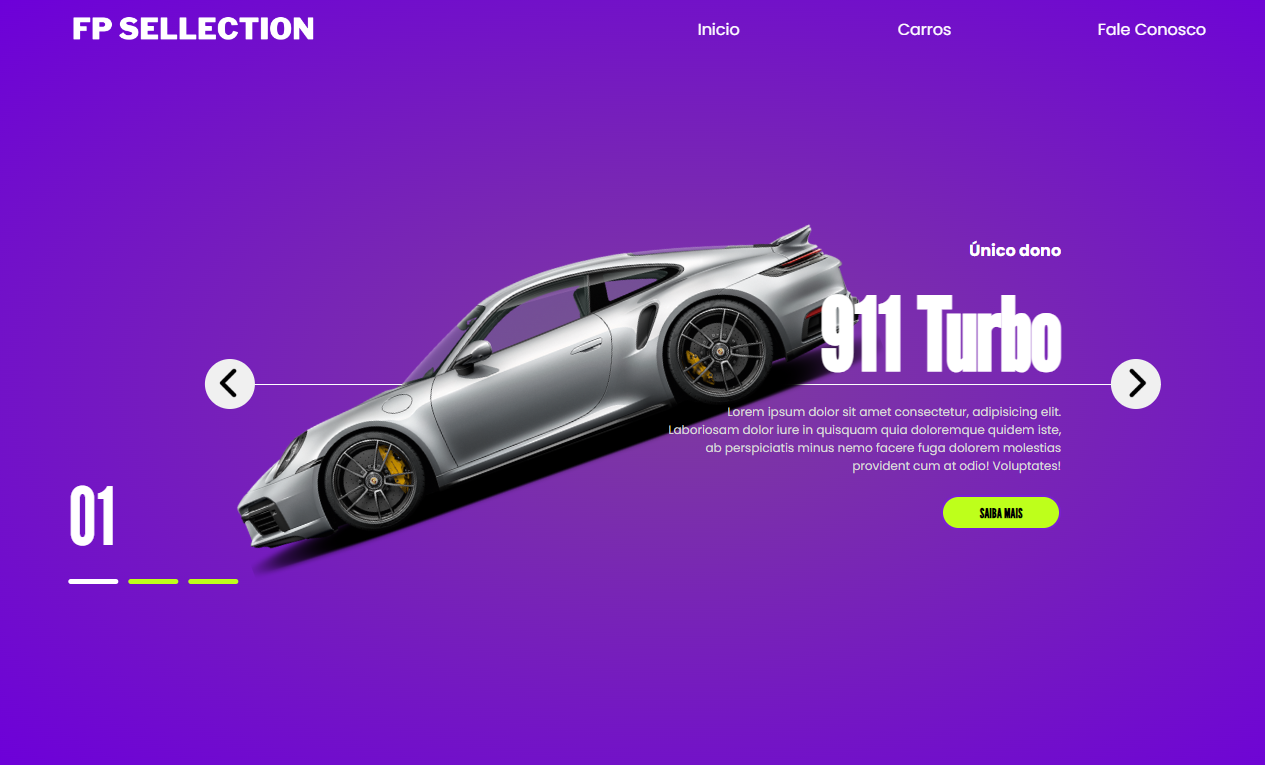 FP SELLECTION
Inicio
Carros
Fale Conosco
Único dono
911 Turbo
Lorem ipsum dolor sit amet consectetur, adipisicing elit.
Laboriosam dolor iure in quisquam quia doloremque quidem iste,
ab perspiciatis minus nemo facere fuga dolorem molestias
provident cum at odio! Voluptates!
SAIBA MAIS
01